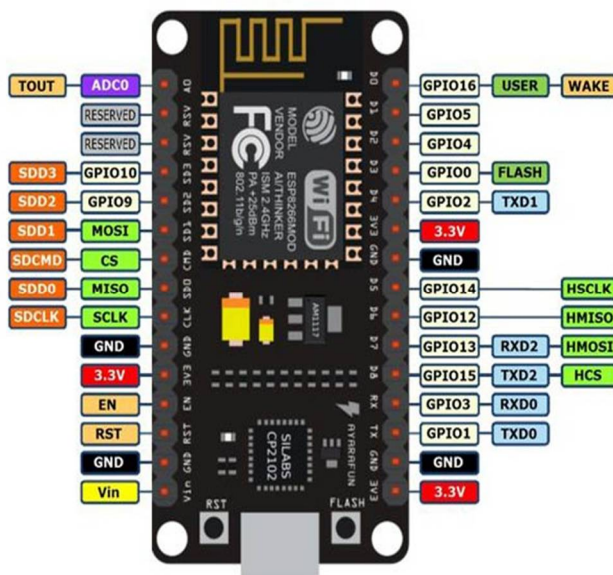 TOUT ADC0 A0 D0 GPIO16 USER WAKE
RESERVED RSV D1 GPIO5
RESERVED RSV D2 GPIO4
SDD3 GPIO10 SD3 D3 GPIO0 FLASH
SDD2 GPIO9 SD2 D4 GPIO2 TXD1
SDD1 MOSI SD1 3V3 3.3V
SDCMD CS CMD GND GND
SDD0 MISO SD0 D5 GPIO14 HSCLK
SDCLK SCLK CLK D6 GPIO12 HMISO
GND GND D7 GPIO13 RXD2 HMOSI
3.3V 3V3 D8 GPIO15 TXD2 HCS
EN EN RX GPIO3 RXD0
RST RST TX GPIO1 TXD0
GND GND GND GND
Vin Vin 3V3 3.3V
MODEL
VENDOR
ESP8266MOD
AI/THINKER
ISM 2.4GHz
PA +25dBm
802.11b/g/n
FC
Wi Fi
AM1117
SILABS
CP2102
AYARAFUN
RST
FLASH